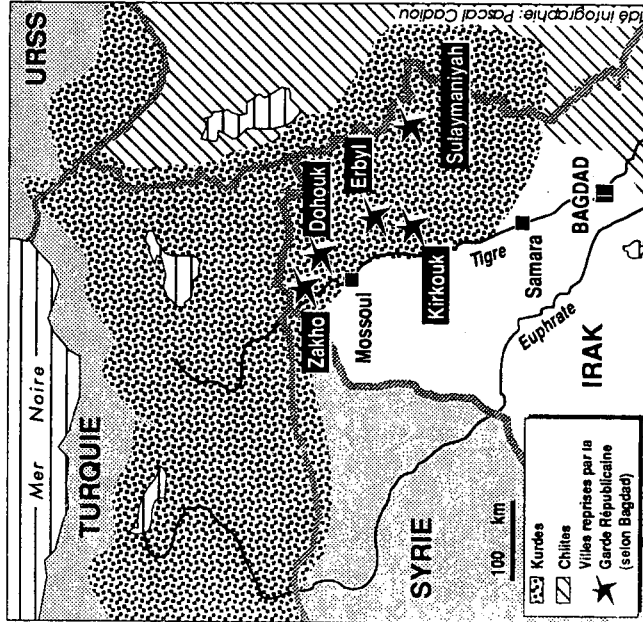 URSS
Mer Noire
TURQUIE
Dohouk
Erbyl
Zakho
Sulaymaniyah
Mossoul
Kirkouk
Tigre
Samara
BAGDAD
Euphrate
SYRIE
IRAK
100 km
Kurdes
Chiites
Villes reprises par la
Garde Républicaine
(selon Bagdad)
infographie: Pascal Cadiou